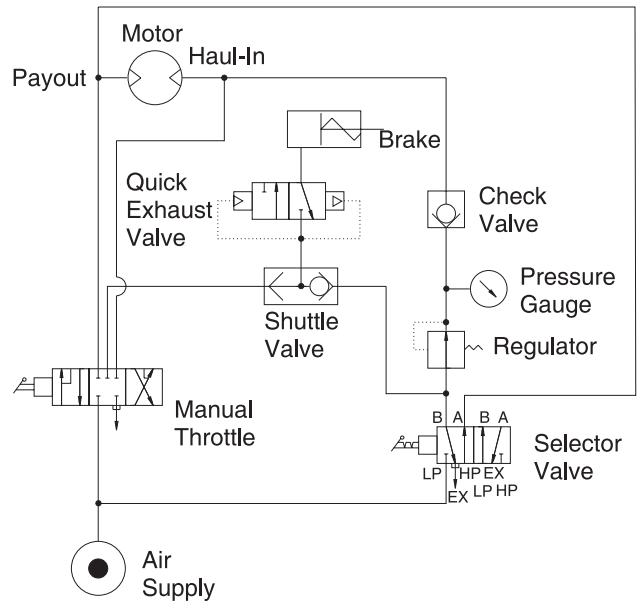 Motor
Haul-In
Payout
Brake
Quick
Exhaust
Valve
Check
Valve
Pressure
Gauge
Shuttle
Valve
Regulator
Manual
Throttle
B A B A
Selector
Valve
LP HP EX
EX LP HP
Air
Supply